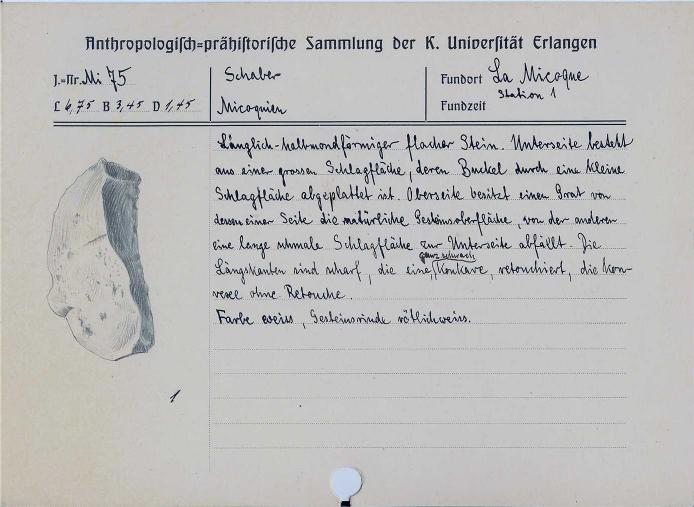 Anthropologisch=prähistorische Sammlung der K. Universität Erlangen
J.=Nr. Mi 75
Schaber
Fundort La Micoque
Station 1
L 6,75 B 3,45 D 1,45
Micoquien
Fundzeit
Länglich-halbmondförmiger flacher Stein. Unterseite besteht
aus einer grossen Schlagfläche, deren Buckel durch eine kleine
Schlagfläche abgeplattet ist. Oberseite besitzt einen Grat von
dessen einer Seite die natürliche Gesteinsoberfläche, von der anderen
eine lange schmale Schlagfläche zur Unterseite abfällt. Die
Längskanten sind scharf, die eine, ganz schwach konkave, retouchiert, die kon-
vexe ohne Retouche.
Farbe weiss, Gesteinsrinde rötlichweiss.
1